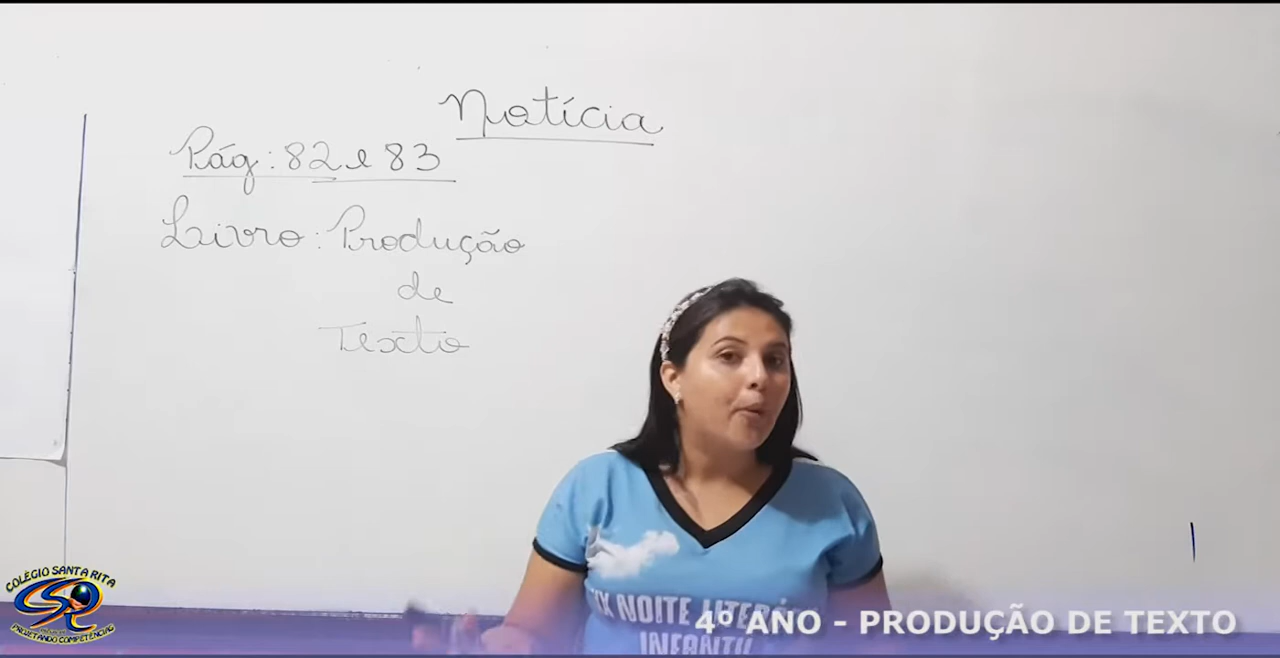 Notícia
Pág: 82 e 83
Livro: Produção
de
Texto
XX NOITE LITERÁ
INFANTIL
COLÉGIO SANTA RITA
PROJETANDO COMPETÊNCIAS
4º ANO - PRODUÇÃO DE TEXTO